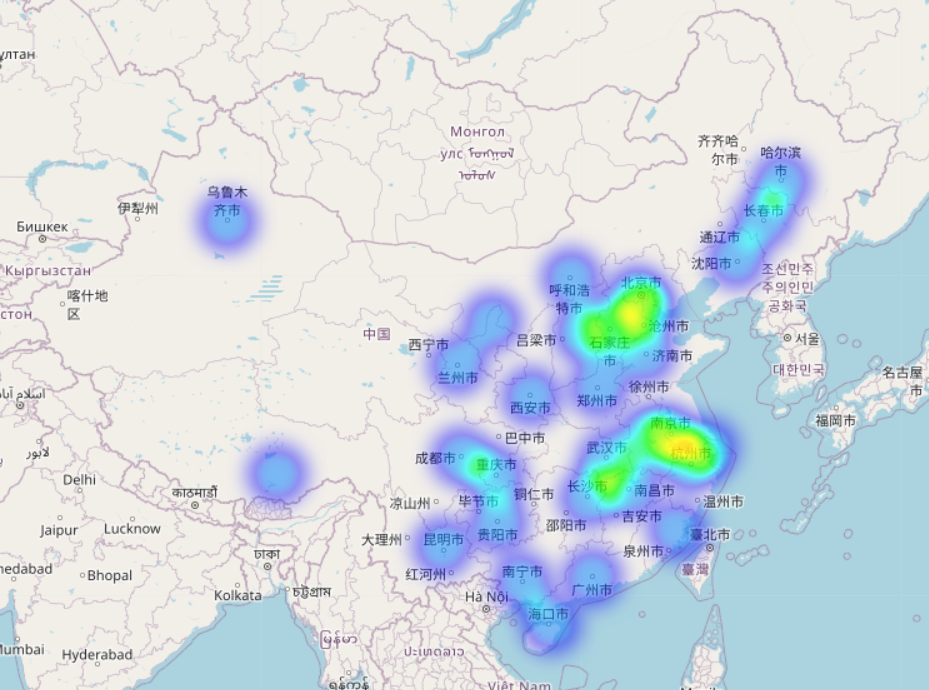 ултан
Монгол
улс ᠮᠣᠩᠭᠣᠯ
ᠤᠯᠤᠰ
齐齐哈
尔市
哈尔滨
市
乌鲁木
齐市
伊犁州
长春市
Бишкек
通辽市
沈阳市
Кыргызстан
стон
喀什地
区
조선민주
주의인민
공화국
北京市
呼和浩
特市
沧州市
中国
西宁市
吕梁市
石家庄
市
济南市
서울
대한민국
兰州市
名古屋
市
西安市
郑州市
徐州市
福岡市
南京市
巴中市
武汉市
杭州市
成都市
重庆市
Delhi
काठमाडौँ
长沙市
南昌市
凉山州
毕节市
铜仁市
温州市
Jaipur
Lucknow
邵阳市
吉安市
大理州
昆明市
贵阳市
臺北市
泉州市
ঢাকা
臺灣
medabad
Bhopal
红河州
南宁市
广州市
Kolkata
চট্টগ্রাম
Hà Nội
海口市
Mumbai
Hyderabad
ປະເທດລາວ
Việt Nam